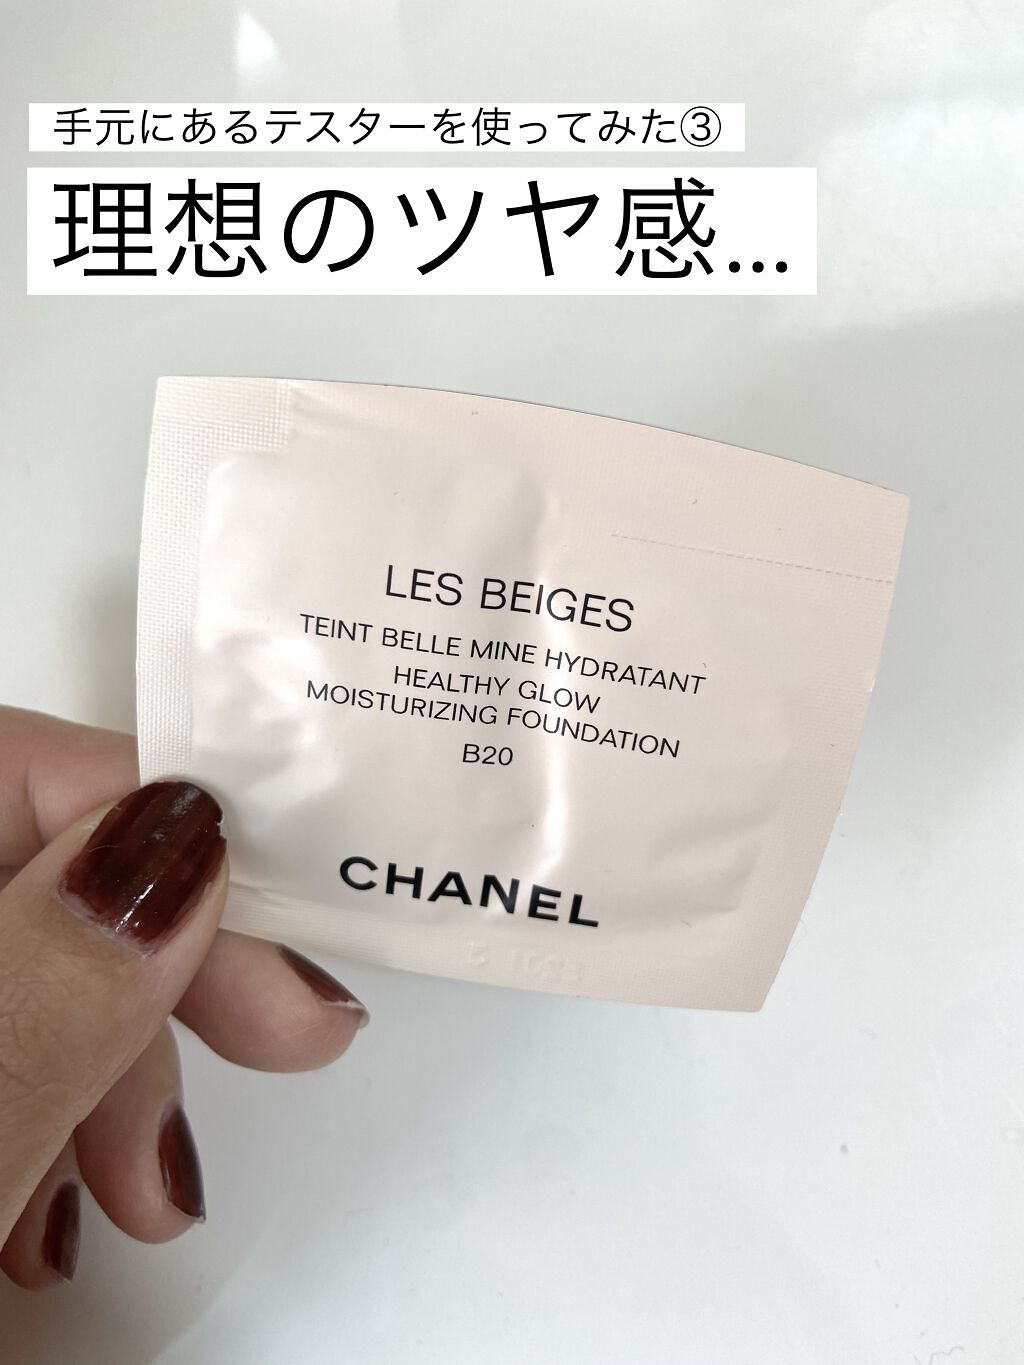 手元にあるテスターを使ってみた③
理想のツヤ感...
LES BEIGES
TEINT BELLE MINE HYDRATANT
HEALTHY GLOW
MOISTURIZING FOUNDATION
B20
CHANEL